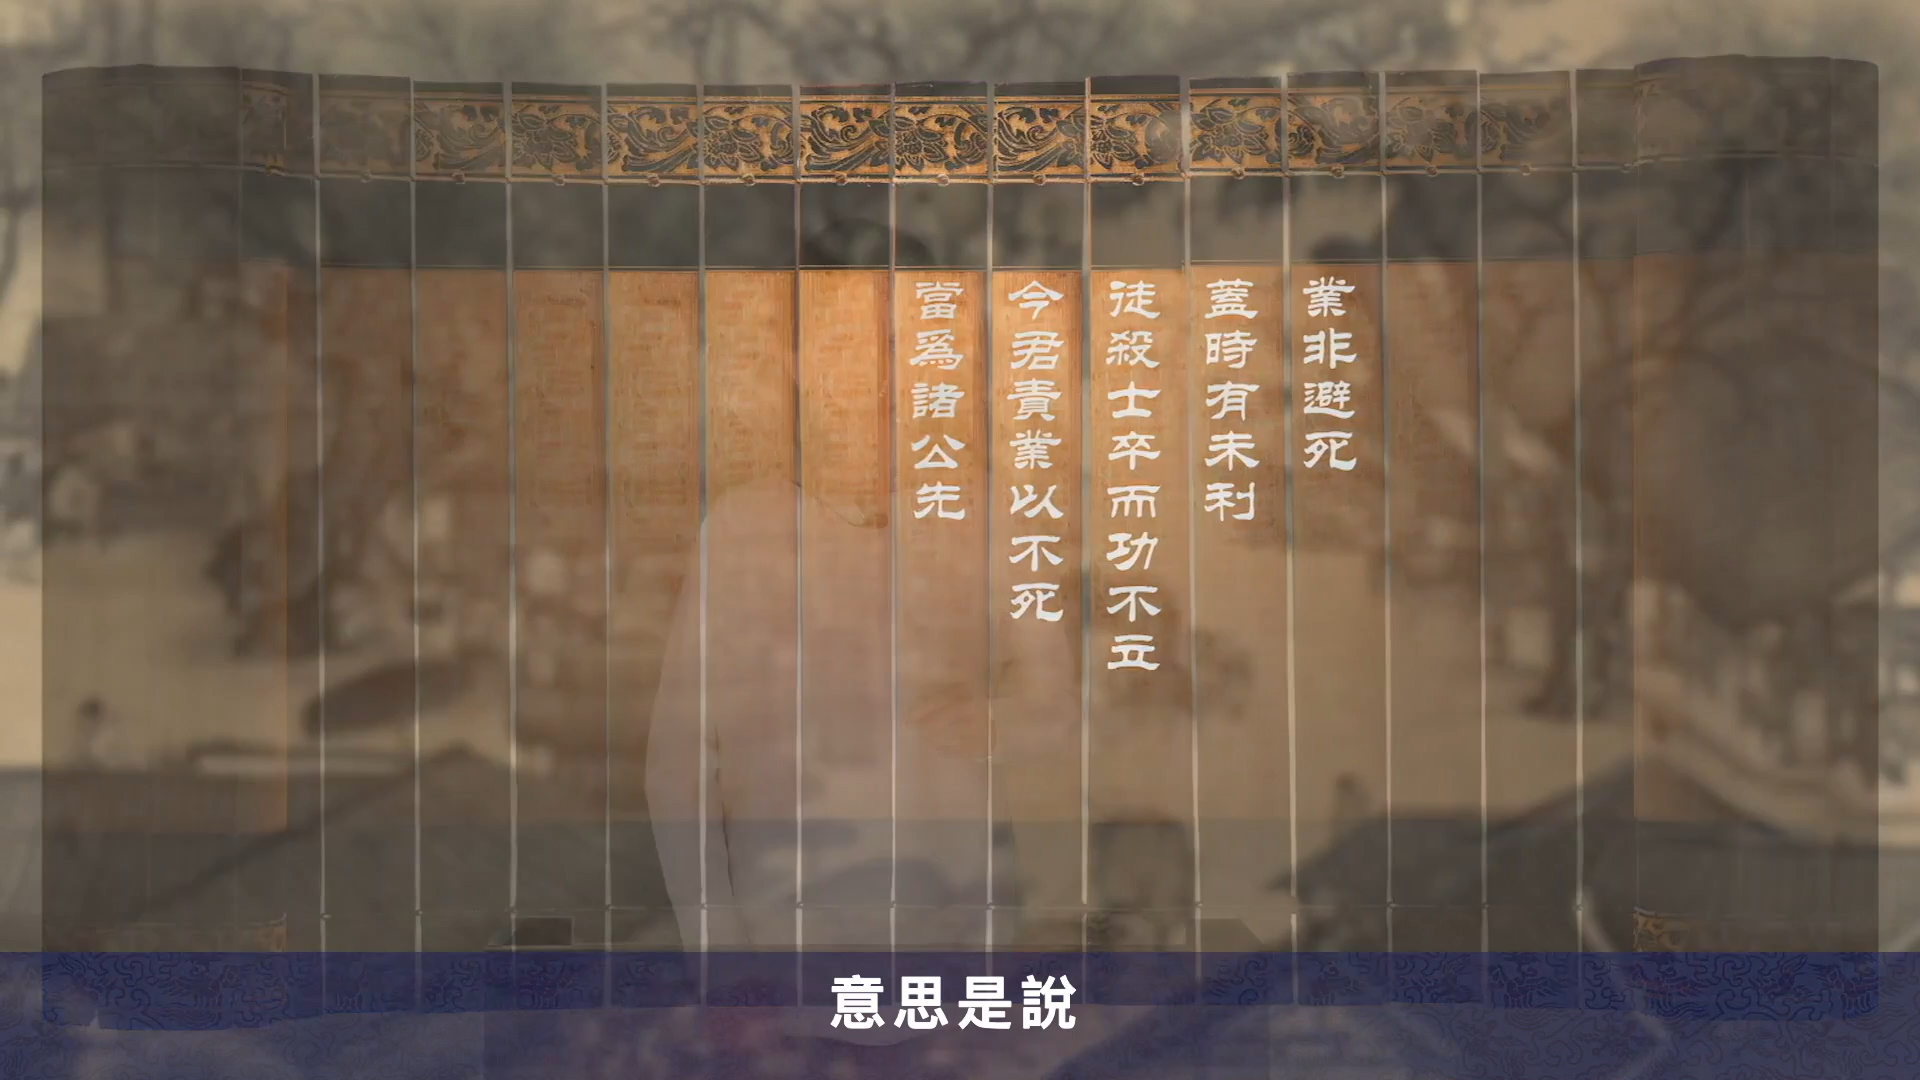 業非避死
蓋時有未利
徒殺士卒而功不立
今君責業以不死
當爲諸公先
意思是說